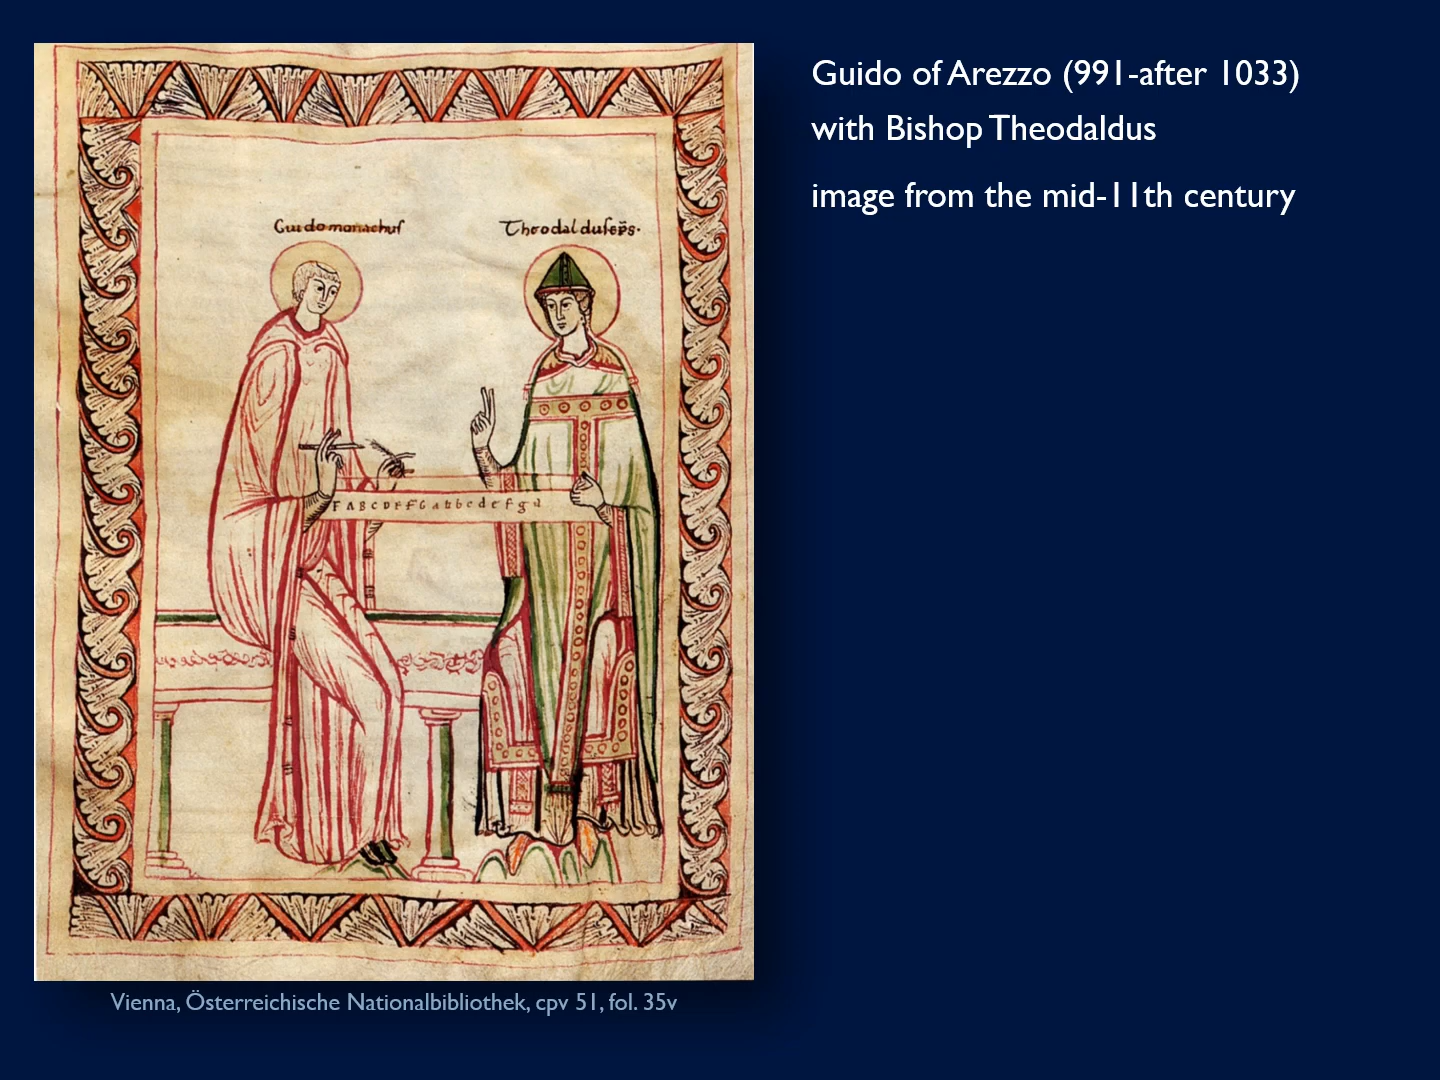 Guido of Arezzo (991-after 1033)
with Bishop Theodaldus
image from the mid-11th century
Guido monachus
Theodaldus ep̅s.
Vienna, Österreichische Nationalbibliothek, cpv 51, fol. 35v